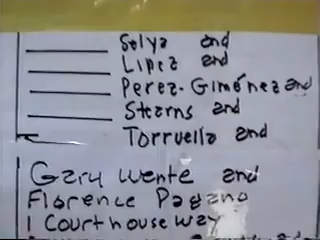 Selya and
Lipez and
Perez-Giménez and
Stearns and
Torruella and
Gary Wente and
Florence Pagano
1 Courthouse Way